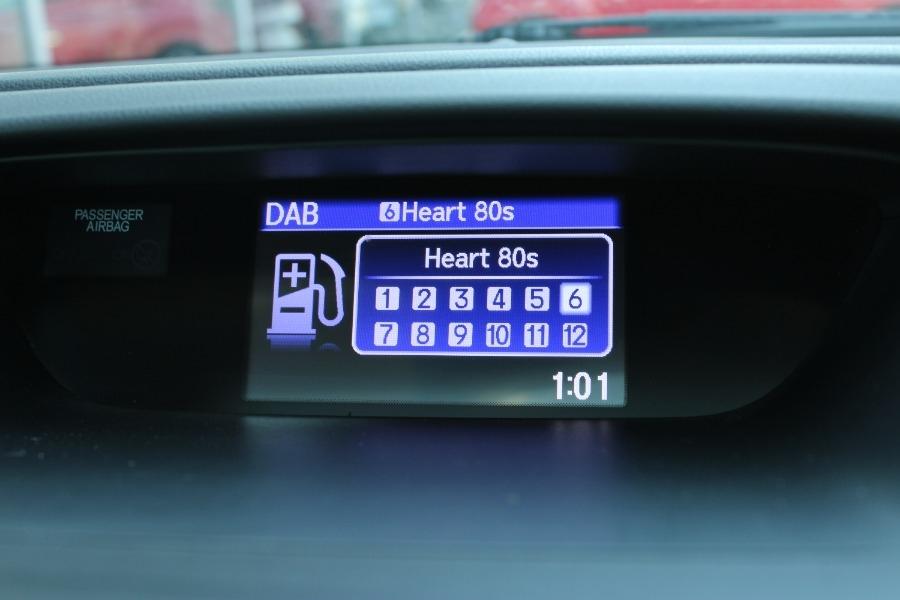 PASSENGER
AIRBAG
DAB 6 Heart 80s
Heart 80s
1 2 3 4 5 6
7 8 9 10 11 12
1:01